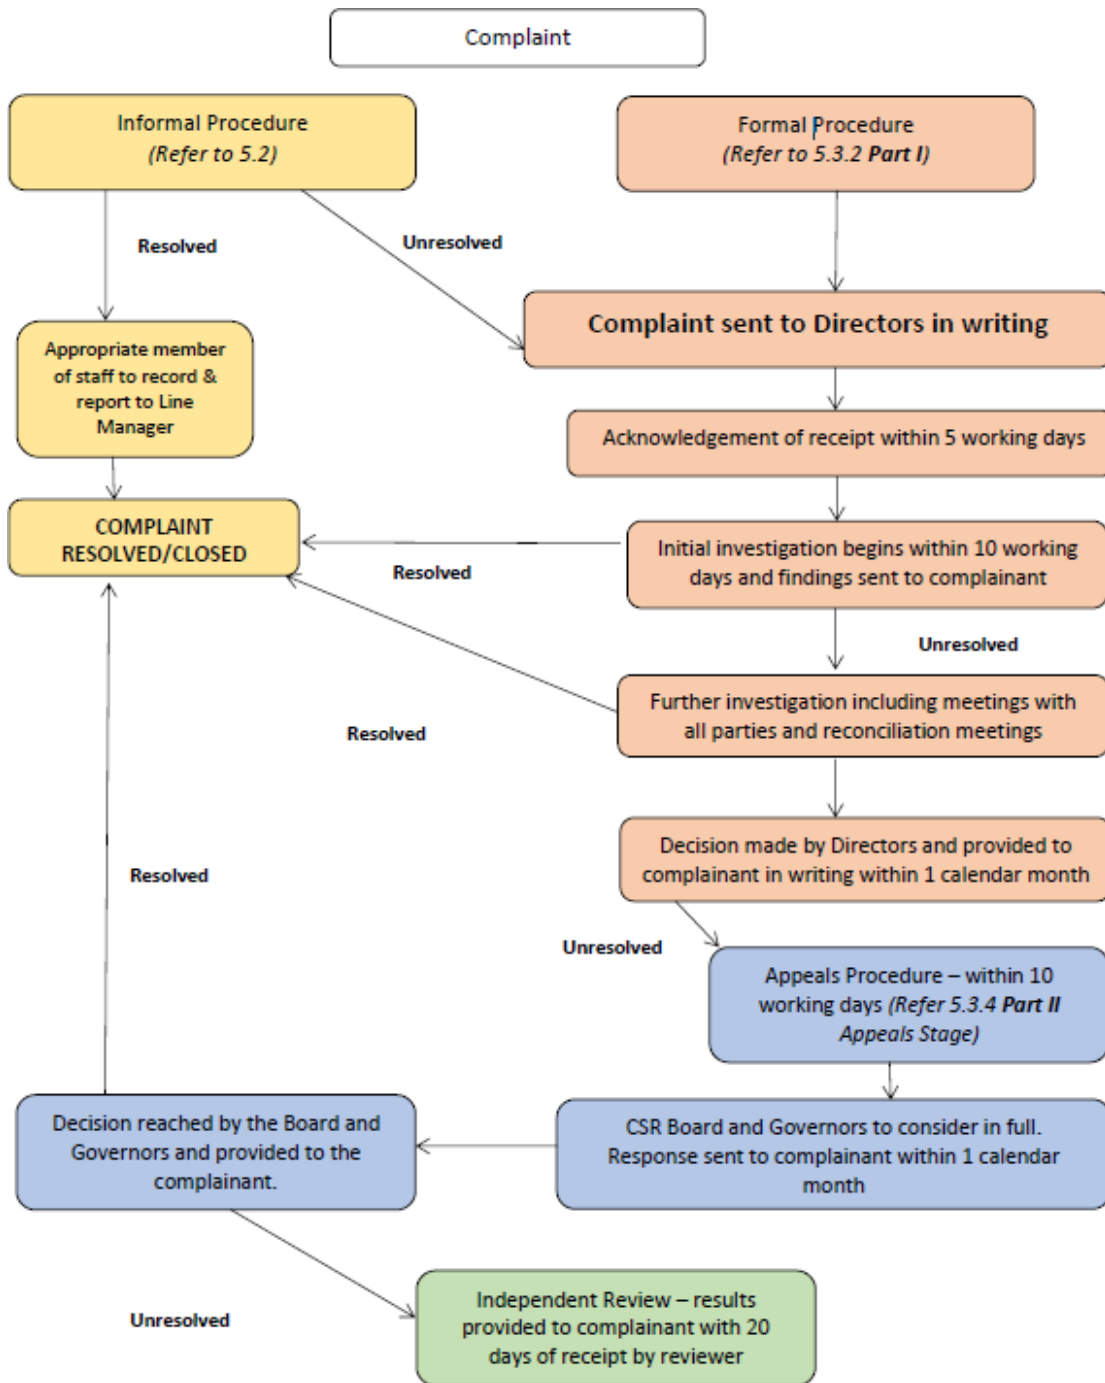 Complaint
Informal Procedure
(Refer to 5.2)
Formal Procedure
(Refer to 5.3.2 Part I)
Resolved
Unresolved
Complaint sent to Directors in writing
Appropriate member
of staff to record &
report to Line
Manager
Acknowledgement of receipt within 5 working days
COMPLAINT
RESOLVED/CLOSED
Initial investigation begins within 10 working
days and findings sent to complainant
Resolved
Unresolved
Further investigation including meetings with
all parties and reconciliation meetings
Resolved
Decision made by Directors and provided to
complainant in writing within 1 calendar month
Resolved
Unresolved
Appeals Procedure – within 10
working days (Refer 5.3.4 Part II
Appeals Stage)
Decision reached by the Board and
Governors and provided to the
complainant.
CSR Board and Governors to consider in full.
Response sent to complainant within 1 calendar
month
Unresolved
Independent Review – results
provided to complainant with 20
days of receipt by reviewer